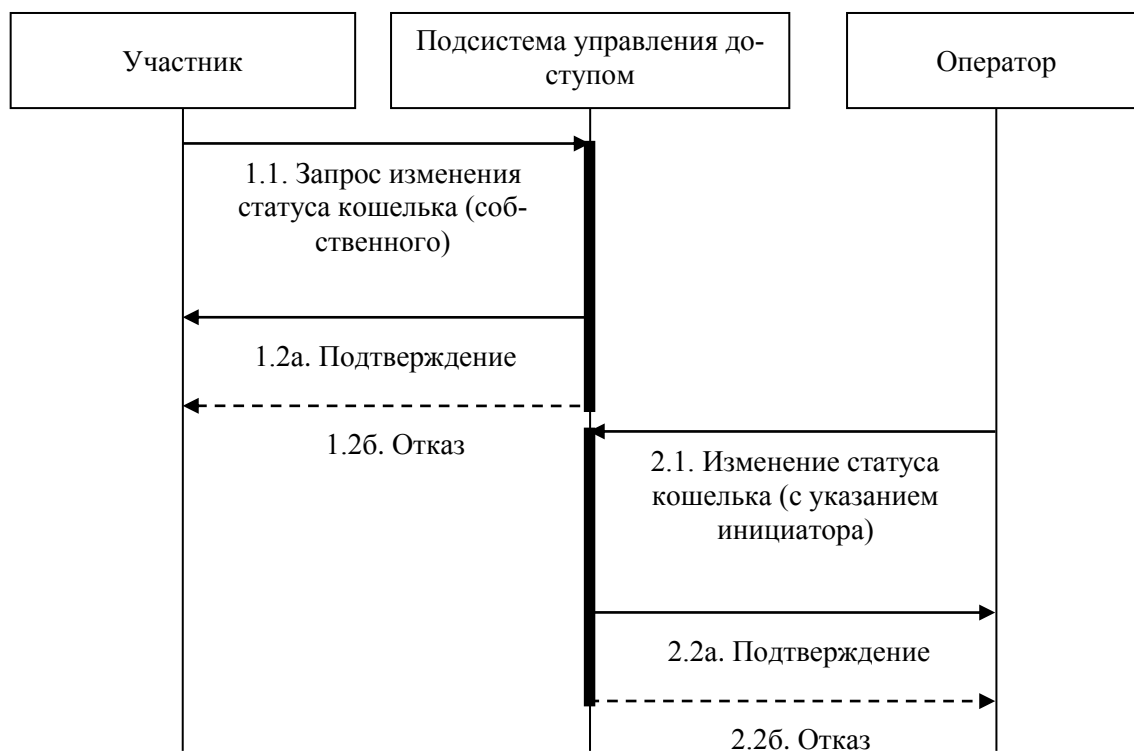 Участник
Подсистема управления до-
ступом
Оператор
1.1. Запрос изменения
статуса кошелька (соб-
ственного)
1.2а. Подтверждение
1.2б. Отказ
2.1. Изменение статуса
кошелька (с указанием
инициатора)
2.2а. Подтверждение
2.2б. Отказ